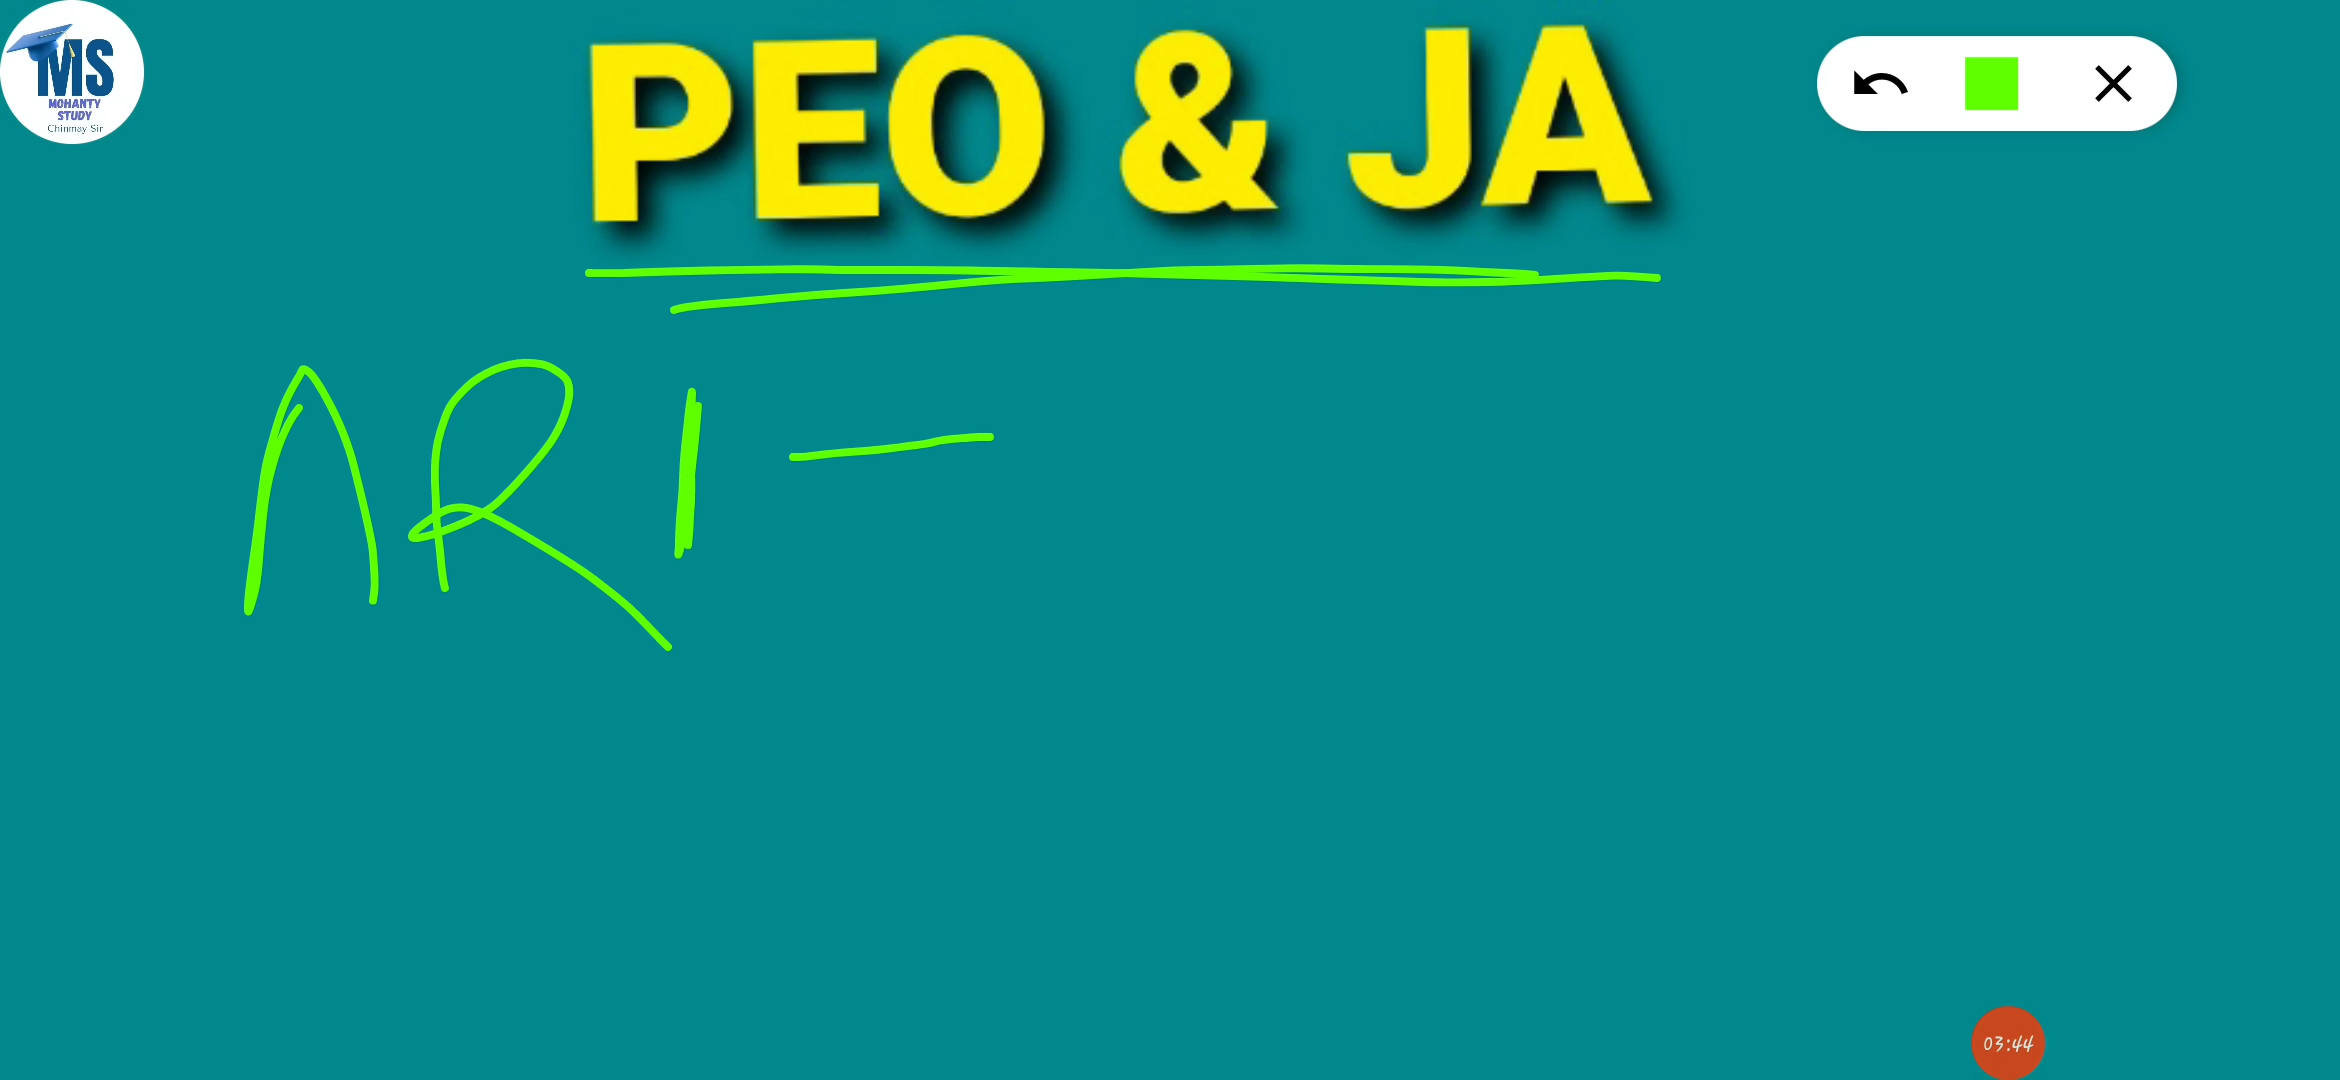 MS
MOHANTY
STUDY
Chinmay Sir
PEO & JA
ARI —
03:44